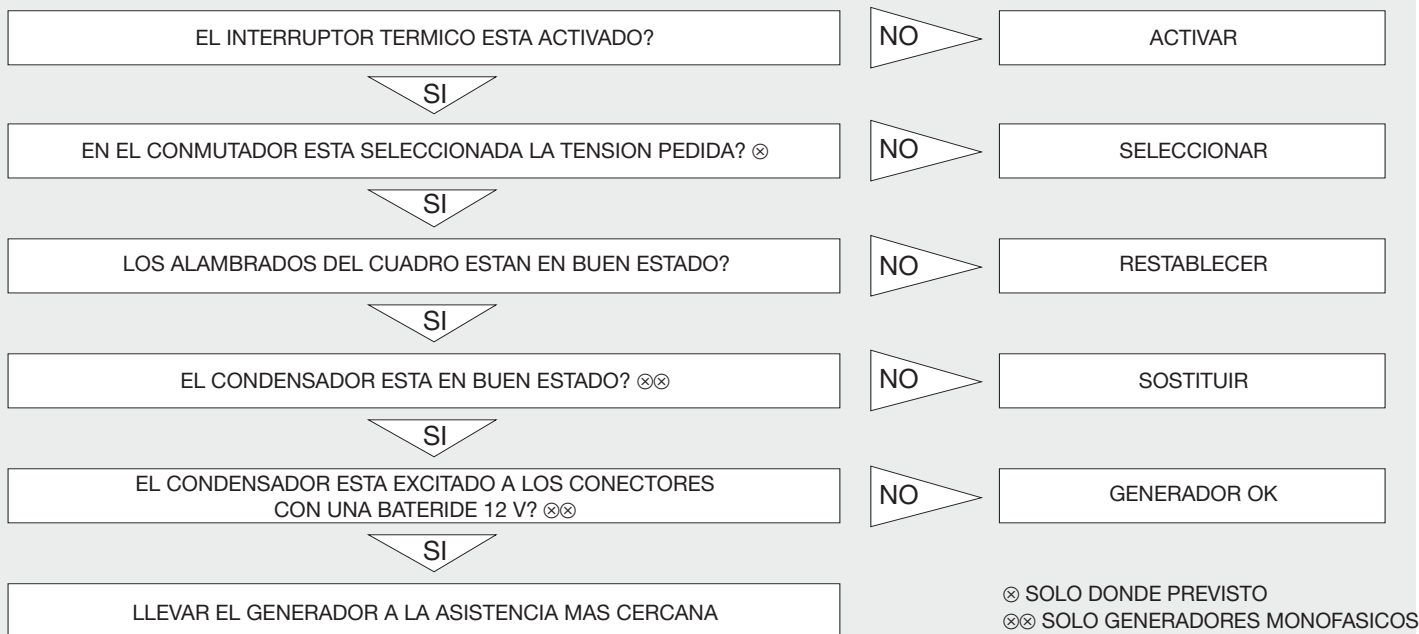 EL INTERRUPTOR TERMICO ESTA ACTIVADO?
NO
ACTIVAR
SI
EN EL CONMUTADOR ESTA SELECCIONADA LA TENSION PEDIDA? ⊗
NO
SELECCIONAR
SI
LOS ALAMBRADOS DEL CUADRO ESTAN EN BUEN ESTADO?
NO
RESTABLECER
SI
EL CONDENSADOR ESTA EN BUEN ESTADO? ⊗⊗
NO
SOSTITUIR
SI
EL CONDENSADOR ESTA EXCITADO A LOS CONECTORES
CON UNA BATERIDE 12 V? ⊗⊗
NO
GENERADOR OK
SI
LLEVAR EL GENERADOR A LA ASISTENCIA MAS CERCANA
⊗ SOLO DONDE PREVISTO
⊗⊗ SOLO GENERADORES MONOFASICOS